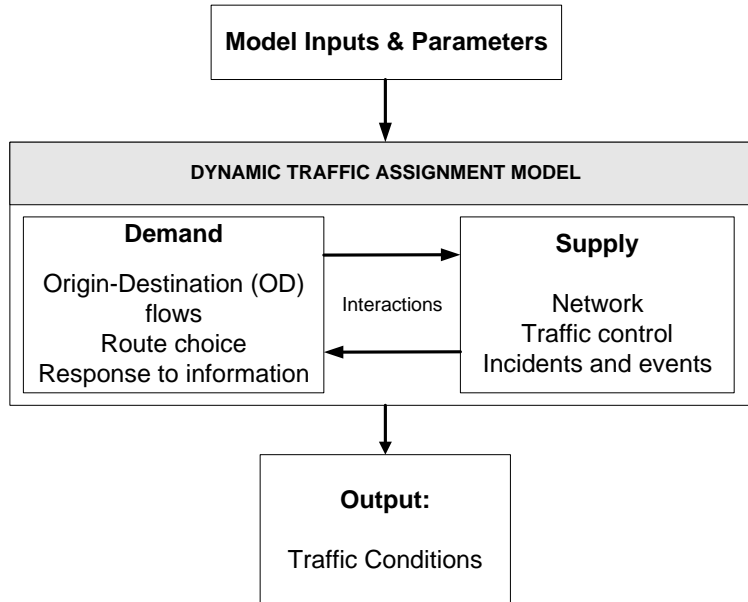 Model Inputs & Parameters
DYNAMIC TRAFFIC ASSIGNMENT MODEL
Demand
Origin-Destination (OD)
flows
Route choice
Response to information
Interactions
Supply
Network
Traffic control
Incidents and events
Output:
Traffic Conditions